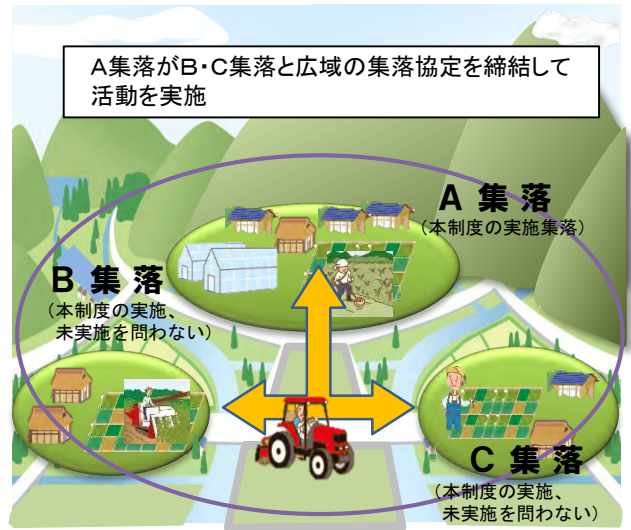 A集落がB・C集落と広域の集落協定を締結して
活動を実施
A 集 落
(本制度の実施集落)
B 集 落
(本制度の実施、
未実施を問わない)
C 集 落
(本制度の実施、
未実施を問わない)